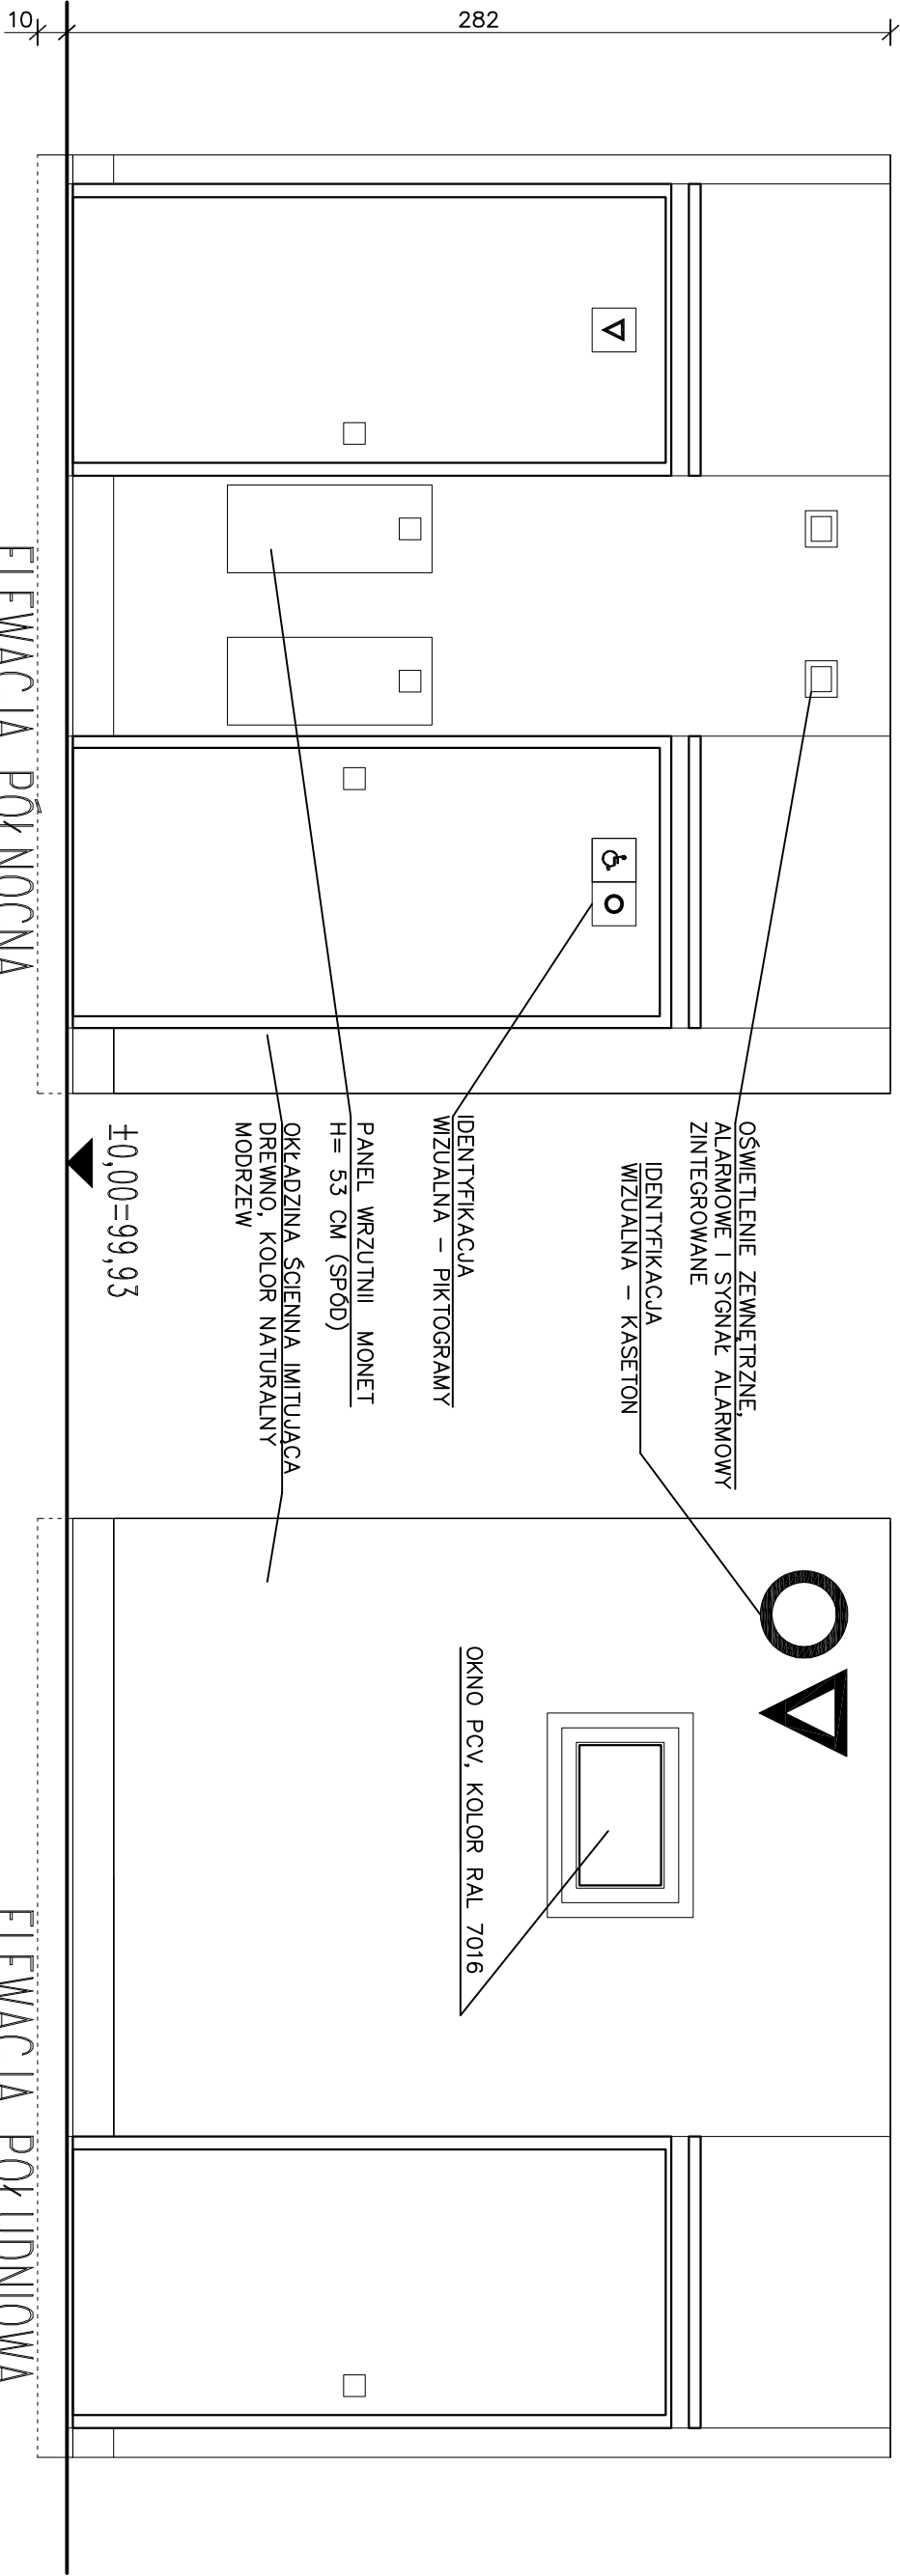 10
282
OŚWIETLENIE ZEWNĘTRZNE,
ALARMOWE I SYGNAŁ ALARMOWY
ZINTEGROWANE
IDENTYFIKACJA
WIZUALNA – KASETON
IDENTYFIKACJA
WIZUALNA – PIKTOGRAMY
PANEL WRZUTNII MONET
H= 53 CM (SPÓD)
OKŁADZINA ŚCIENNA IMITUJĄCA
DREWNO, KOLOR NATURALNY
MODRZEW
±0,00=99,93
OKNO PCV, KOLOR RAL 7016
ELEWACJA PÓŁNOCNA
ELEWACJA POŁUDNIOWA